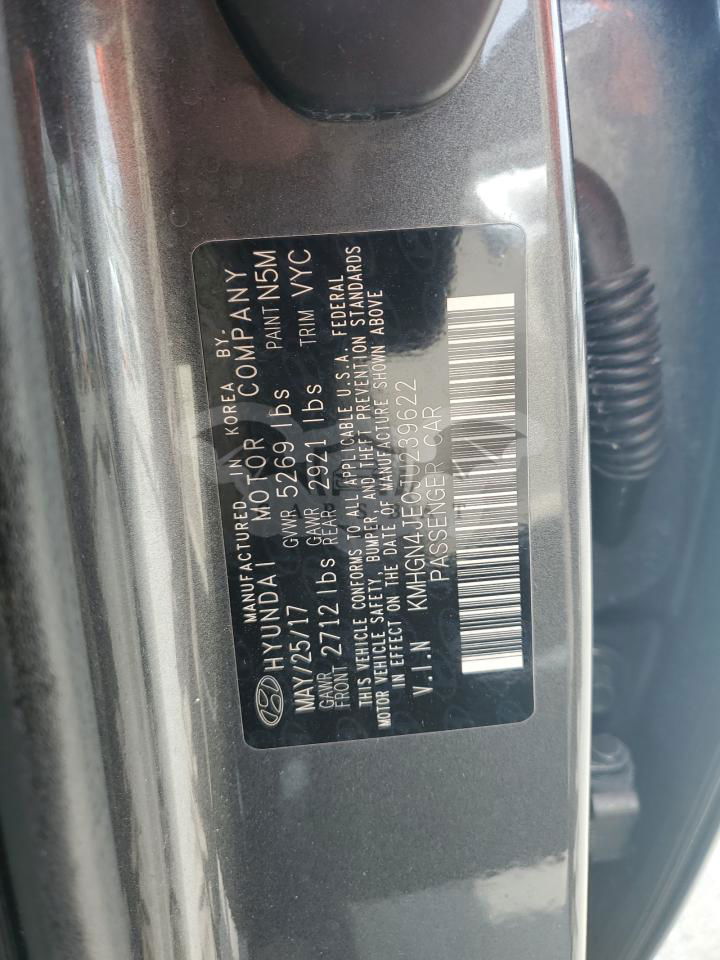 MANUFACTURED IN KOREA BY.
HYUNDAI MOTOR COMPANY
MAY/25/17 GVWR 5269 lbs PAINT N5M
GAWR FRONT 2712 lbs GAWR REAR 2921 lbs TRIM VYC
THIS VEHICLE CONFORMS TO ALL APPLICABLE U.S.A. FEDERAL
MOTOR VEHICLE SAFETY, BUMPER, AND THEFT PREVENTION STANDARDS
IN EFFECT ON THE DATE OF MANUFACTURE SHOWN ABOVE
V.I.N
PASSENGER CAR